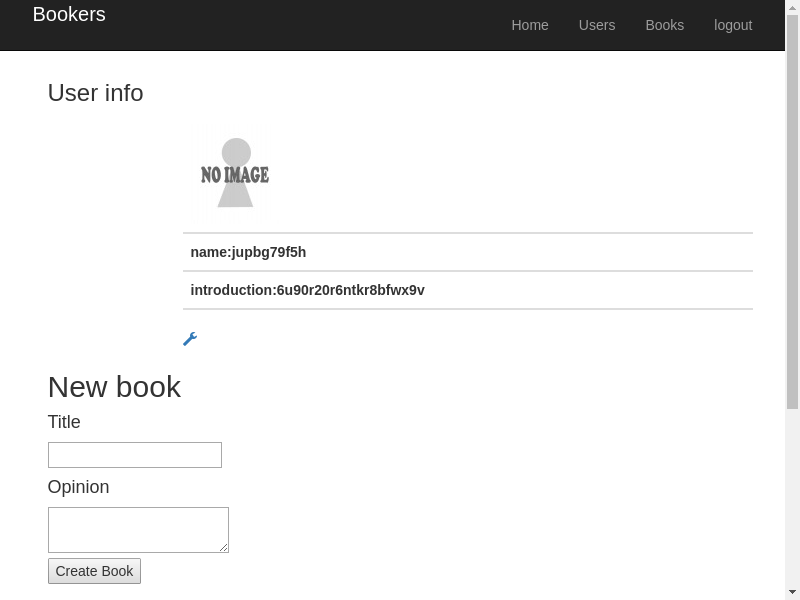 Bookers
Home Users Books logout
User info
NO IMAGE
name:jupbg79f5h
introduction:6u90r20r6ntkr8bfwx9v
New book
Title
Opinion
Create Book